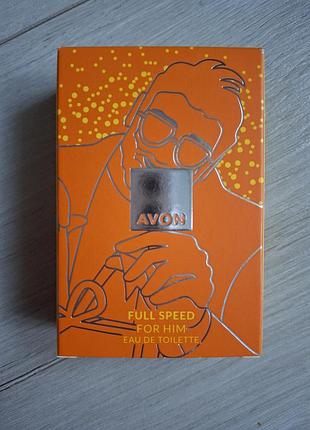 AVON
FULL SPEED
FOR HIM
EAU DE TOILETTE